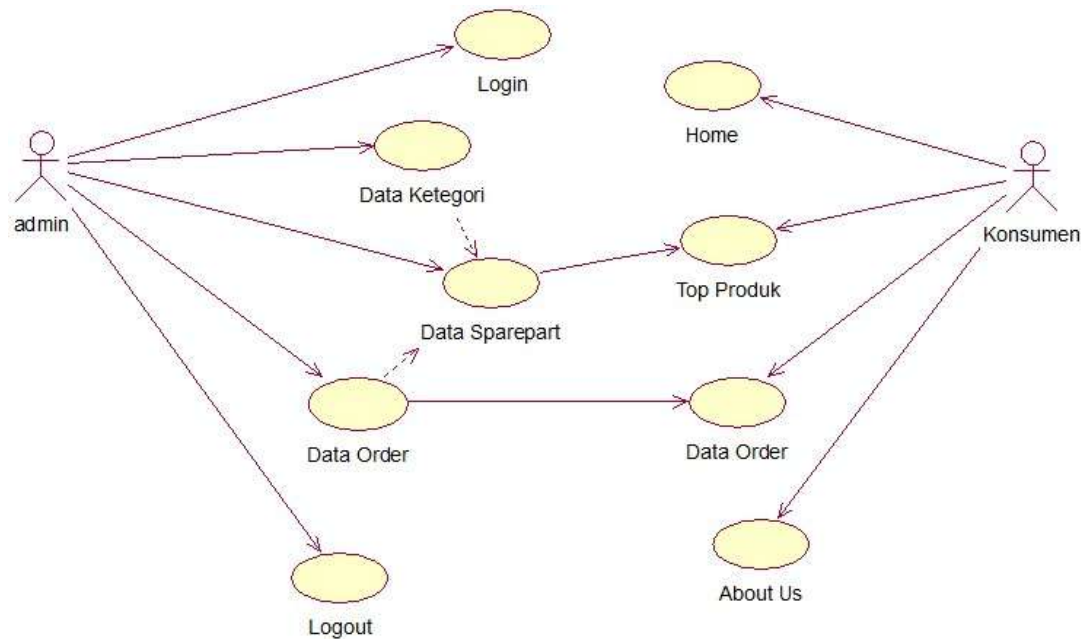 Login
Home
Data Ketegori
admin
Konsumen
Top Produk
Data Sparepart
Data Order
Data Order
About Us
Logout